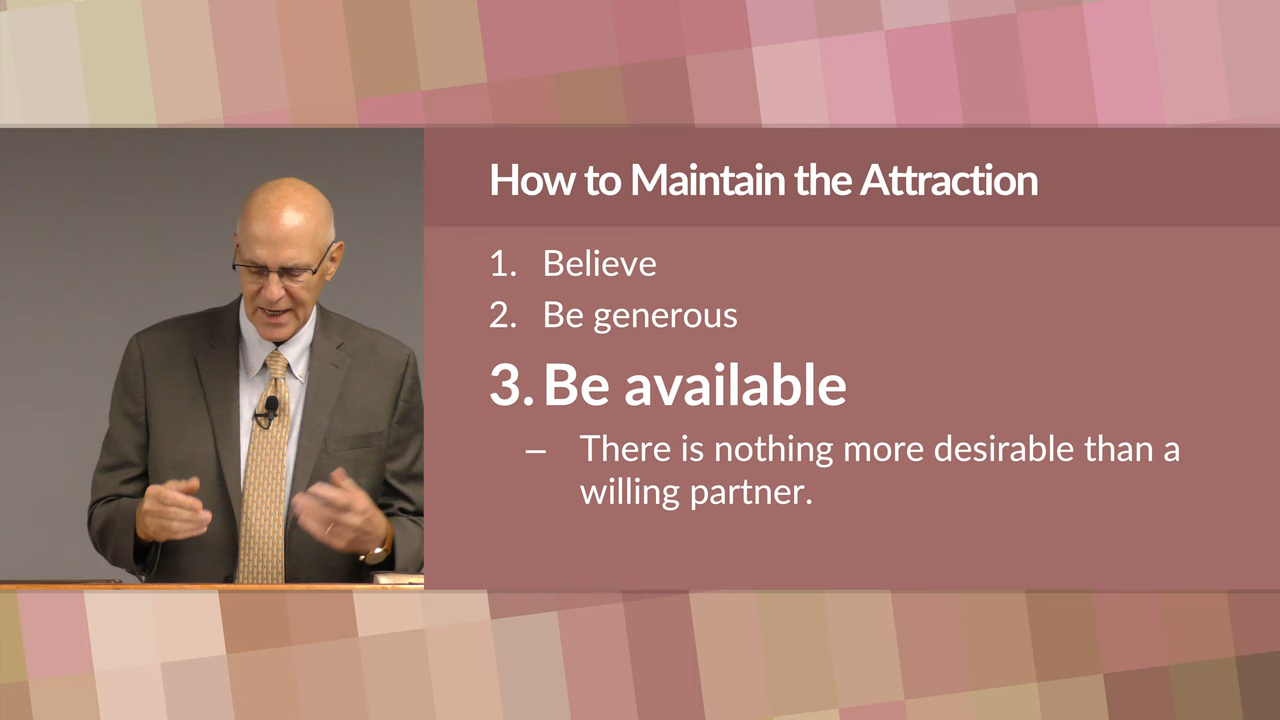 How to Maintain the Attraction
1. Believe
2. Be generous
3. Be available
– There is nothing more desirable than a
willing partner.